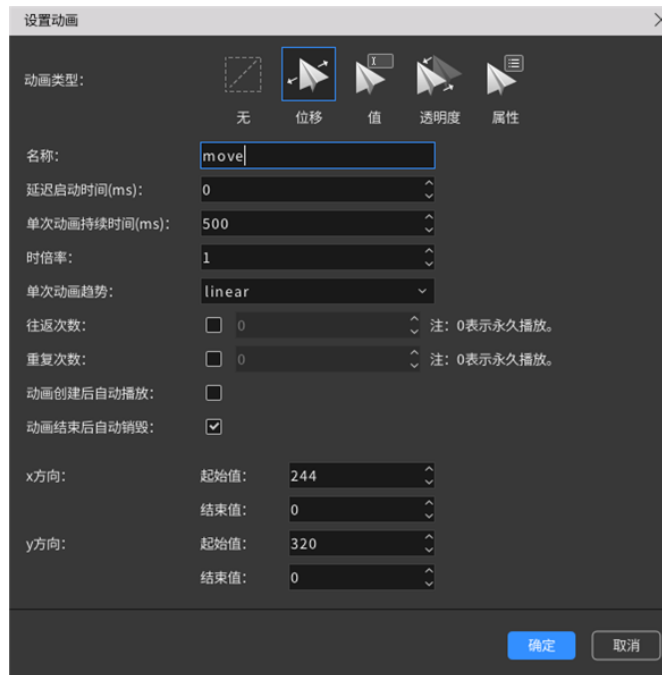 设置动画
动画类型:
无 位移 值 透明度 属性
名称: move
延迟启动时间(ms): 0
单次动画持续时间(ms): 500
时倍率: 1
单次动画趋势: linear
往返次数: 0 注：0表示永久播放。
重复次数: 0 注：0表示永久播放。
动画创建后自动播放:
动画结束后自动销毁:
x方向: 起始值: 244
结束值: 0
y方向: 起始值: 320
结束值: 0
确定 取消